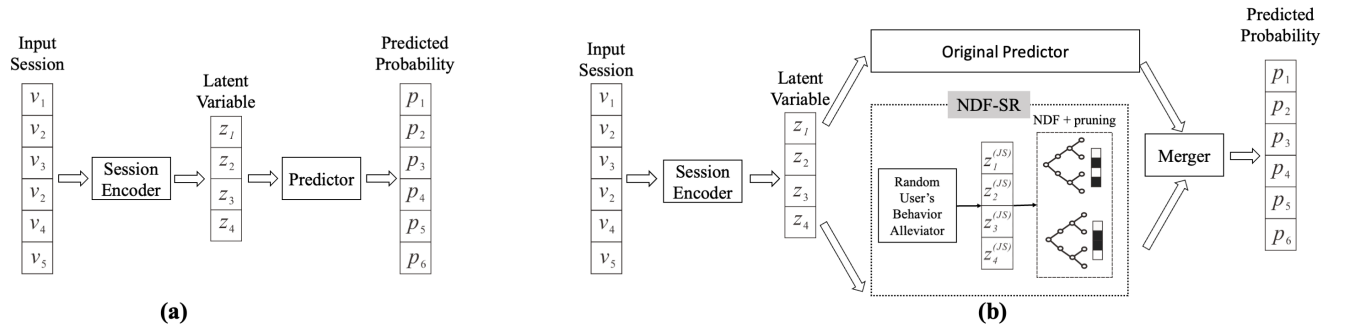 Input
Session
v1
v2
v3
v2
v4
v5
Session
Encoder
Latent
Variable
z1
z2
z3
z4
Predictor
Predicted
Probability
p1
p2
p3
p4
p5
p6
(a)
Input
Session
v1
v2
v3
v2
v4
v5
Session
Encoder
Latent
Variable
z1
z2
z3
z4
Original Predictor
NDF-SR
NDF + pruning
Random
User's
Behavior
Alleviator
z1(JS)
z2(JS)
z3(JS)
z4(JS)
Merger
Predicted
Probability
p1
p2
p3
p4
p5
p6
(b)